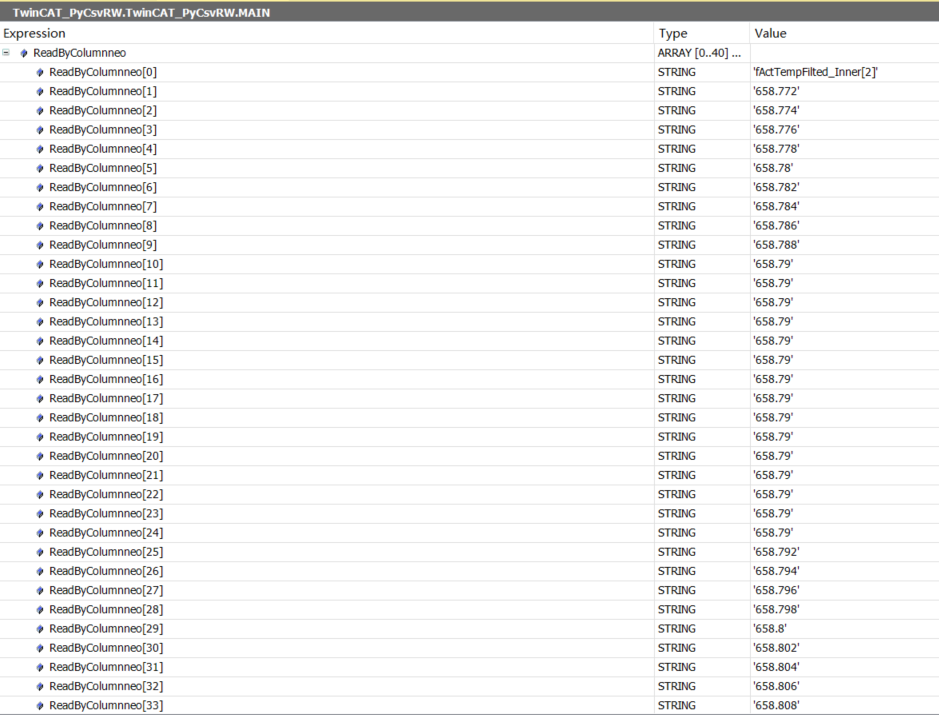 TwinCAT_PyCsvRW.TwinCAT_PyCsvRW.MAIN
Expression Type Value
ReadByColumnneo ARRAY [0..40] ...
ReadByColumnneo[0] STRING 'fActTempFilted_Inner[2]'
ReadByColumnneo[1] STRING '658.772'
ReadByColumnneo[2] STRING '658.774'
ReadByColumnneo[3] STRING '658.776'
ReadByColumnneo[4] STRING '658.778'
ReadByColumnneo[5] STRING '658.78'
ReadByColumnneo[6] STRING '658.782'
ReadByColumnneo[7] STRING '658.784'
ReadByColumnneo[8] STRING '658.786'
ReadByColumnneo[9] STRING '658.788'
ReadByColumnneo[10] STRING '658.79'
ReadByColumnneo[11] STRING '658.79'
ReadByColumnneo[12] STRING '658.79'
ReadByColumnneo[13] STRING '658.79'
ReadByColumnneo[14] STRING '658.79'
ReadByColumnneo[15] STRING '658.79'
ReadByColumnneo[16] STRING '658.79'
ReadByColumnneo[17] STRING '658.79'
ReadByColumnneo[18] STRING '658.79'
ReadByColumnneo[19] STRING '658.79'
ReadByColumnneo[20] STRING '658.79'
ReadByColumnneo[21] STRING '658.79'
ReadByColumnneo[22] STRING '658.79'
ReadByColumnneo[23] STRING '658.79'
ReadByColumnneo[24] STRING '658.79'
ReadByColumnneo[25] STRING '658.792'
ReadByColumnneo[26] STRING '658.794'
ReadByColumnneo[27] STRING '658.796'
ReadByColumnneo[28] STRING '658.798'
ReadByColumnneo[29] STRING '658.8'
ReadByColumnneo[30] STRING '658.802'
ReadByColumnneo[31] STRING '658.804'
ReadByColumnneo[32] STRING '658.806'
ReadByColumnneo[33] STRING '658.808'